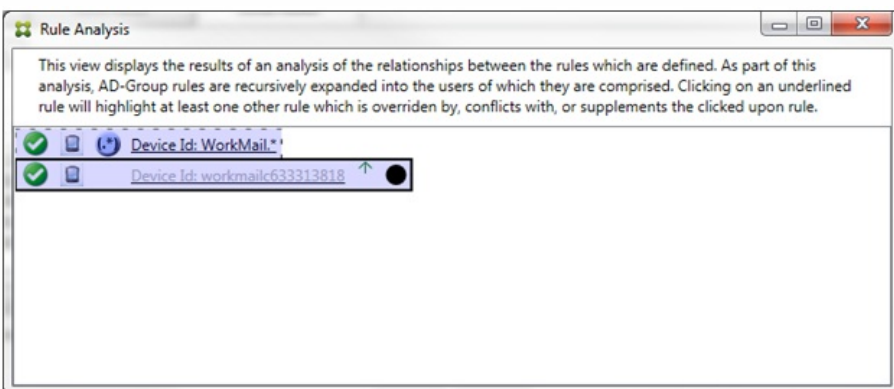 Rule Analysis
This view displays the results of an analysis of the relationships between the rules which are defined. As part of this
analysis, AD-Group rules are recursively expanded into the users of which they are comprised. Clicking on an underlined
rule will highlight at least one other rule which is overriden by, conflicts with, or supplements the clicked upon rule.
(.*) Device Id: WorkMail.*
Device Id: workmailc633313818